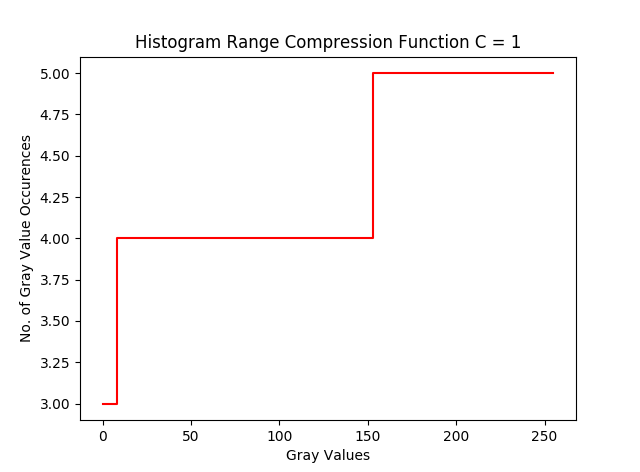 Histogram Range Compression Function C = 1
No. of Gray Value Occurences
5.00
4.75
4.50
4.25
4.00
3.75
3.50
3.25
3.00
0 50 100 150 200 250
Gray Values